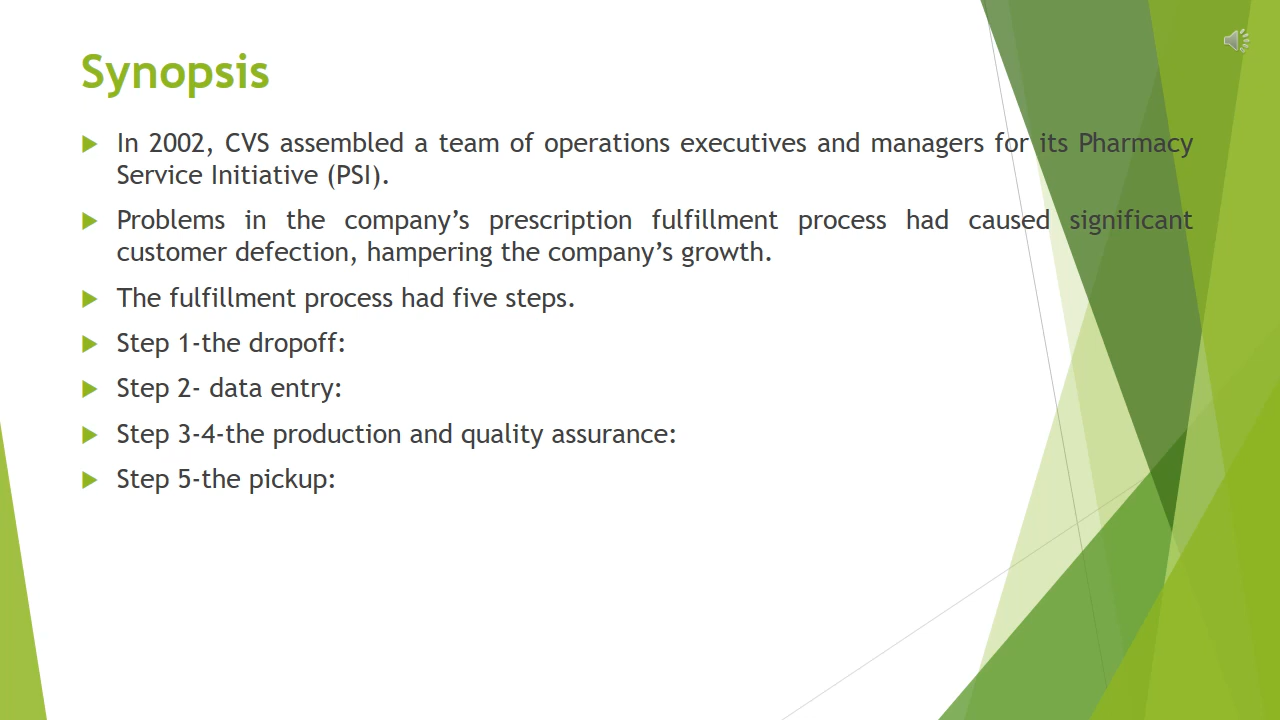 Synopsis
In 2002, CVS assembled a team of operations executives and managers for its Pharmacy
Service Initiative (PSI).
Problems in the company’s prescription fulfillment process had caused significant
customer defection, hampering the company’s growth.
The fulfillment process had five steps.
Step 1-the dropoff:
Step 2- data entry:
Step 3-4-the production and quality assurance:
Step 5-the pickup: